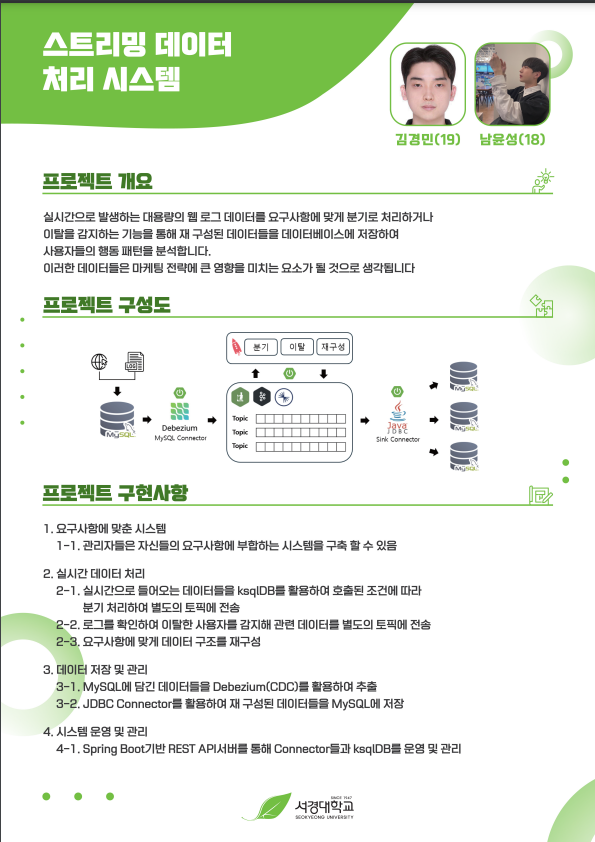 스트리밍 데이터
처리 시스템
김경민(19)
남윤성(18)
프로젝트 개요
실시간으로 발생하는 대용량의 웹 로그 데이터를 요구사항에 맞게 분기로 처리하거나
이탈을 감지하는 기능을 통해 재 구성된 데이터들을 데이터베이스에 저장하여
사용자들의 행동 패턴을 분석합니다.
이러한 데이터들은 마케팅 전략에 큰 영향을 미치는 요소가 될 것으로 생각됩니다
프로젝트 구성도
분기
이탈
재구성
LOG
MySQL
Debezium
MySQL Connector
Topic
Topic
Topic
Java
JDBC
Sink Connector
MySQL
MySQL
MySQL
프로젝트 구현사항
1. 요구사항에 맞춘 시스템
1-1. 관리자들은 자신들의 요구사항에 부합하는 시스템을 구축 할 수 있음
2. 실시간 데이터 처리
2-1. 실시간으로 들어오는 데이터들을 ksqlDB를 활용하여 호출된 조건에 따라
분기 처리하여 별도의 토픽에 전송
2-2. 로그를 확인하여 이탈한 사용자를 감지해 관련 데이터를 별도의 토픽에 전송
2-3. 요구사항에 맞게 데이터 구조를 재구성
3. 데이터 저장 및 관리
3-1. MySQL에 담긴 데이터들을 Debezium(CDC)를 활용하여 추출
3-2. JDBC Connector를 활용하여 재 구성된 데이터들을 MySQL에 저장
4. 시스템 운영 및 관리
4-1. Spring Boot기반 REST API서버를 통해 Connector들과 ksqlDB를 운영 및 관리
SINCE 1947
서경대학교
SEOKYEONG UNIVERSITY